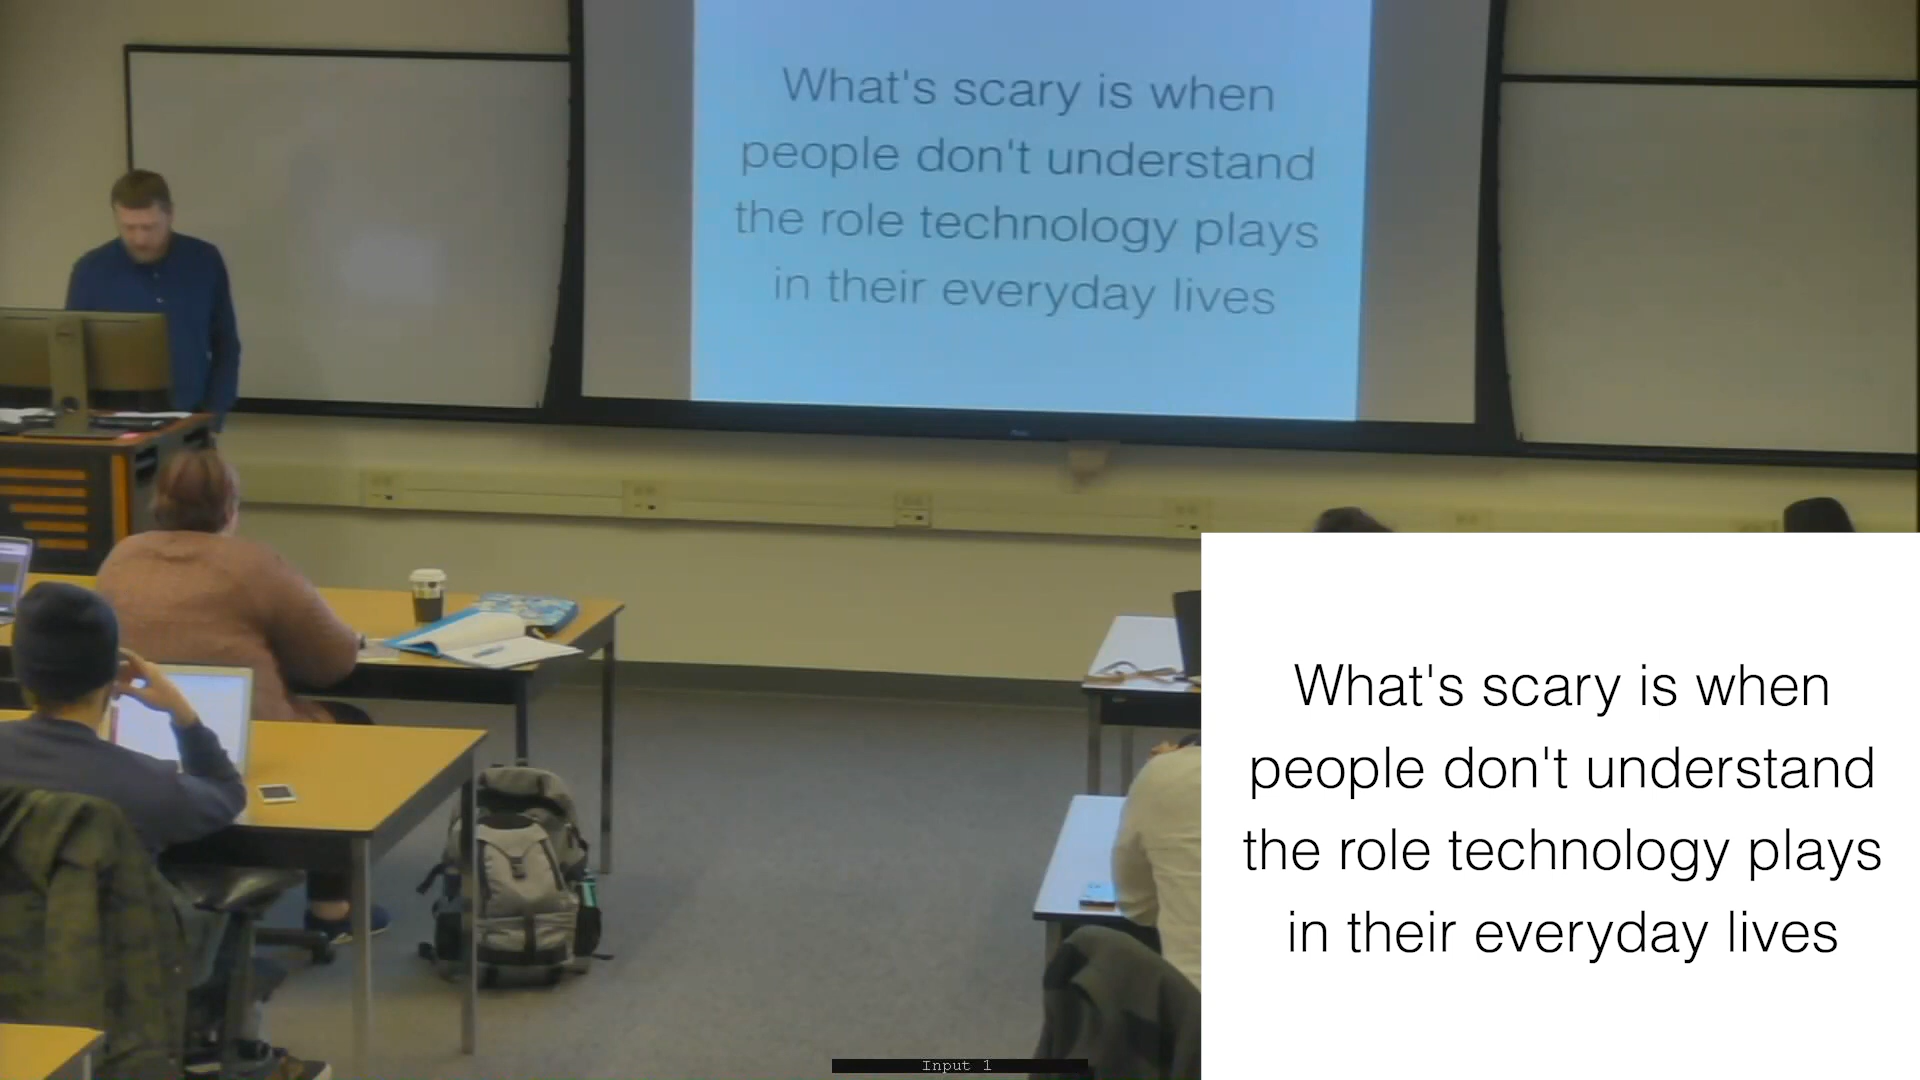 What's scary is when
people don't understand
the role technology plays
in their everyday lives
What's scary is when
people don't understand
the role technology plays
in their everyday lives
Input 1